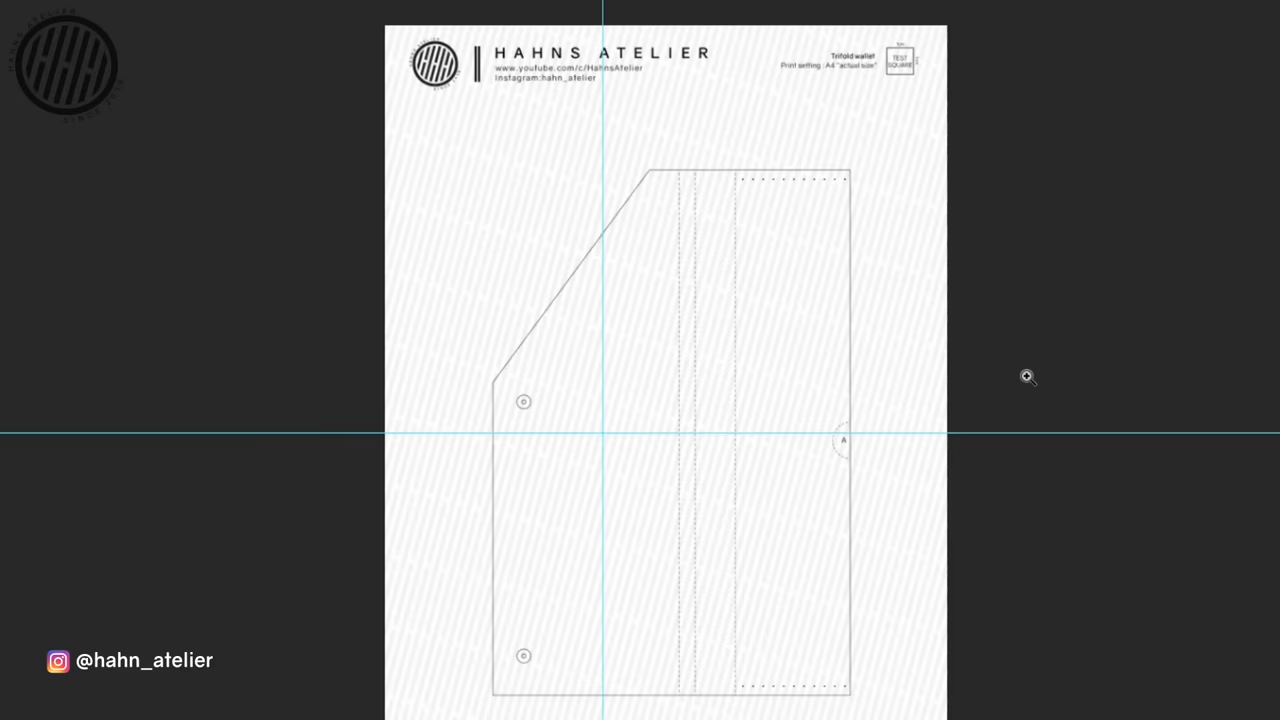 HAHNS ATELIER
www.youtube.com/c/HahnsAtelier
Instagram:hahn_atelier
Trifold wallet
Print setting : A4 "actual size"
TEST
SQUARE
A
@hahn_atelier